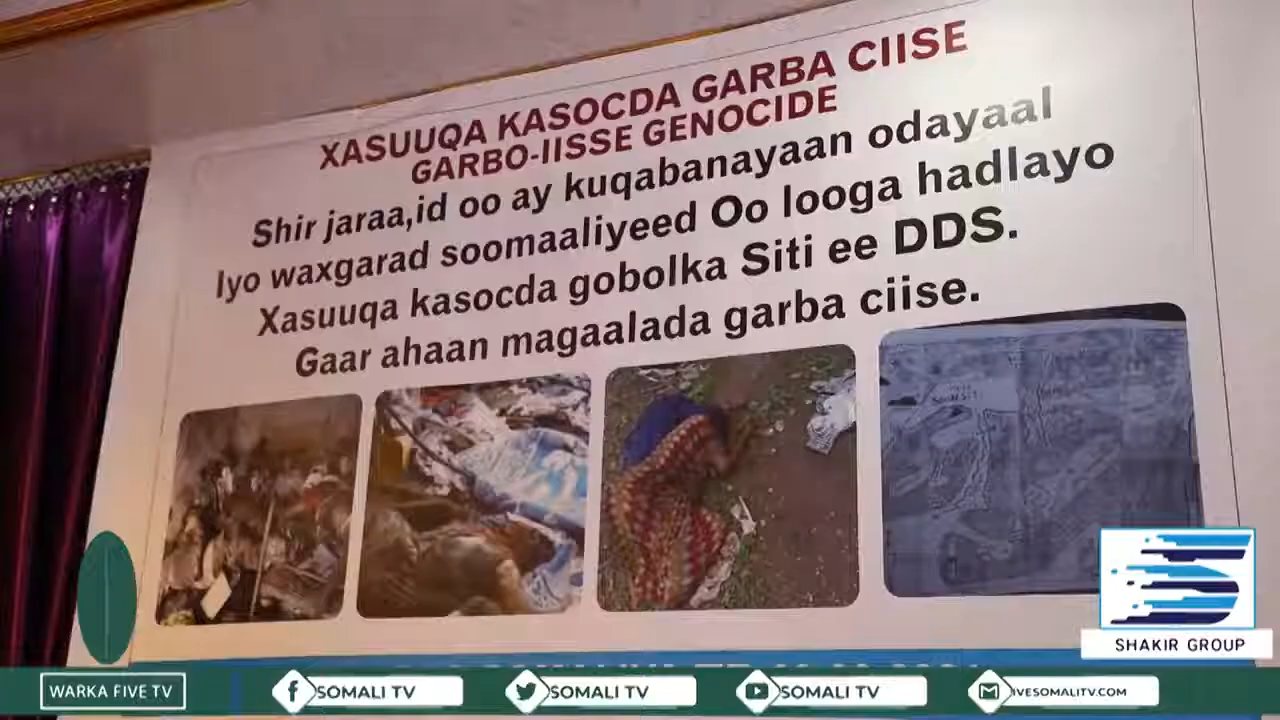 XASUUQA KASOCDA GARBA CIISE
GARBO-IISSE GENOCIDE
Shir jaraa,id oo ay kuqabanayaan odayaal
Iyo waxgarad soomaaliyeed Oo looga hadlayo
Xasuuqa kasocda gobolka Siti ee DDS.
Gaar ahaan magaalada garba ciise.
SHAKIR GROUP
WARKA FIVE TV
SOMALI TV
SOMALI TV
SOMALI TV
IVESOMALITV.COM